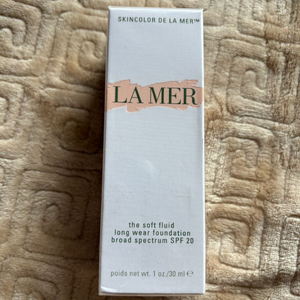 SKINCOLOR DE LA MER™
LA MER
the soft fluid
long wear foundation
broad spectrum SPF 20
poids net wt. 1 oz/30 ml ℮